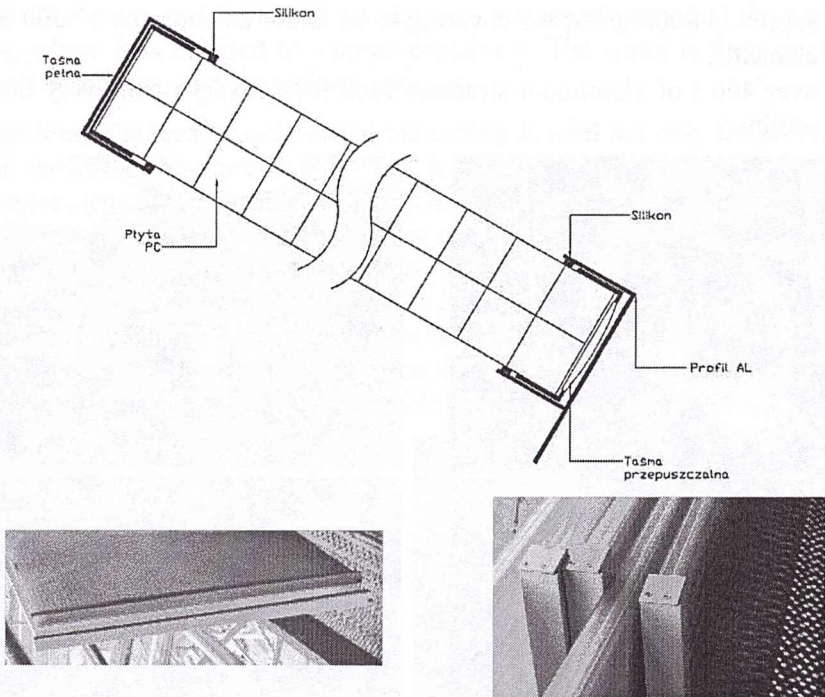 Silikon
Taśma
pełna
Płyta
PC
Silikon
Profil AL
Taśma
przepuszczalna